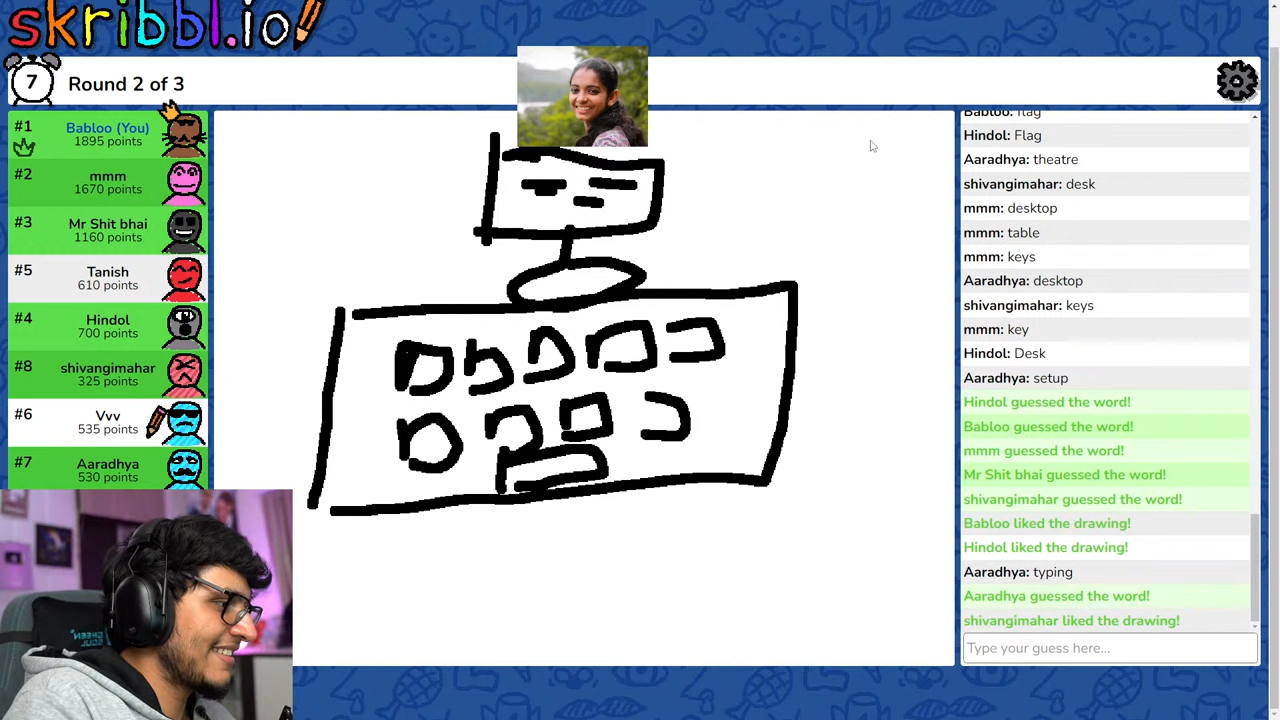 skribbl.io
7
Round 2 of 3
#1
Babloo (You)
1895 points
#2
mmm
1670 points
#3
Mr Shit bhai
1160 points
#5
Tanish
610 points
#4
Hindol
700 points
#8
shivangimahar
325 points
#6
Vvv
535 points
#7
Aaradhya
530 points
Babloo: flag
Hindol: Flag
Aaradhya: theatre
shivangimahar: desk
mmm: desktop
mmm: table
mmm: keys
Aaradhya: desktop
shivangimahar: keys
mmm: key
Hindol: Desk
Aaradhya: setup
Hindol guessed the word!
Babloo guessed the word!
mmm guessed the word!
Mr Shit bhai guessed the word!
shivangimahar guessed the word!
Babloo liked the drawing!
Hindol liked the drawing!
Aaradhya: typing
Aaradhya guessed the word!
shivangimahar liked the drawing!
Type your guess here...